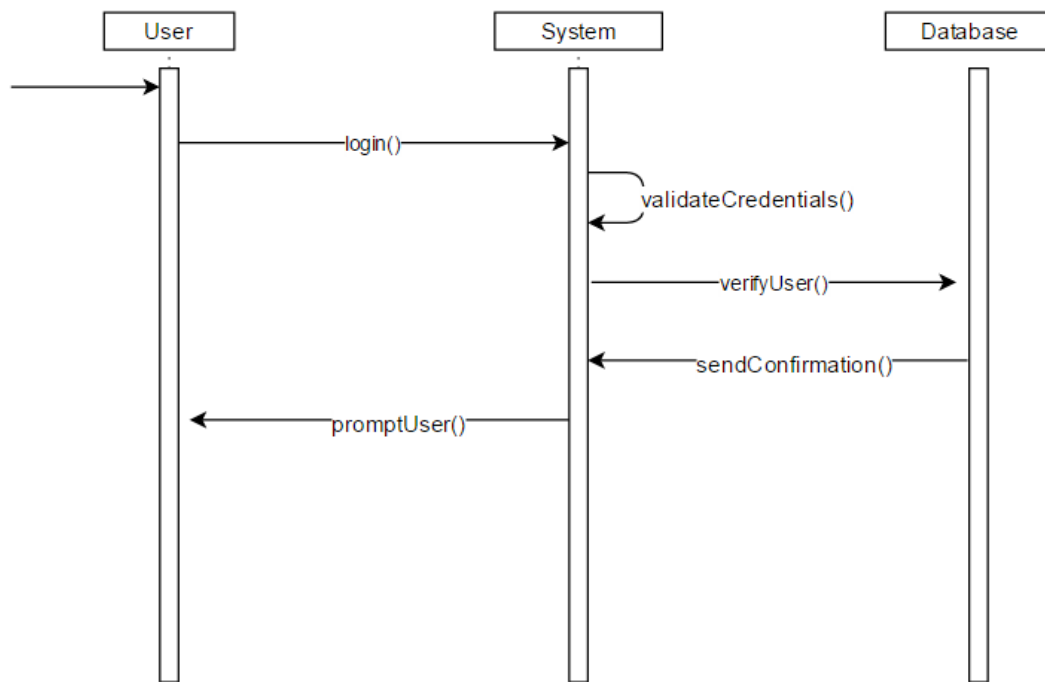 User
System
Database
login()
validateCredentials()
verifyUser()
sendConfirmation()
promptUser()